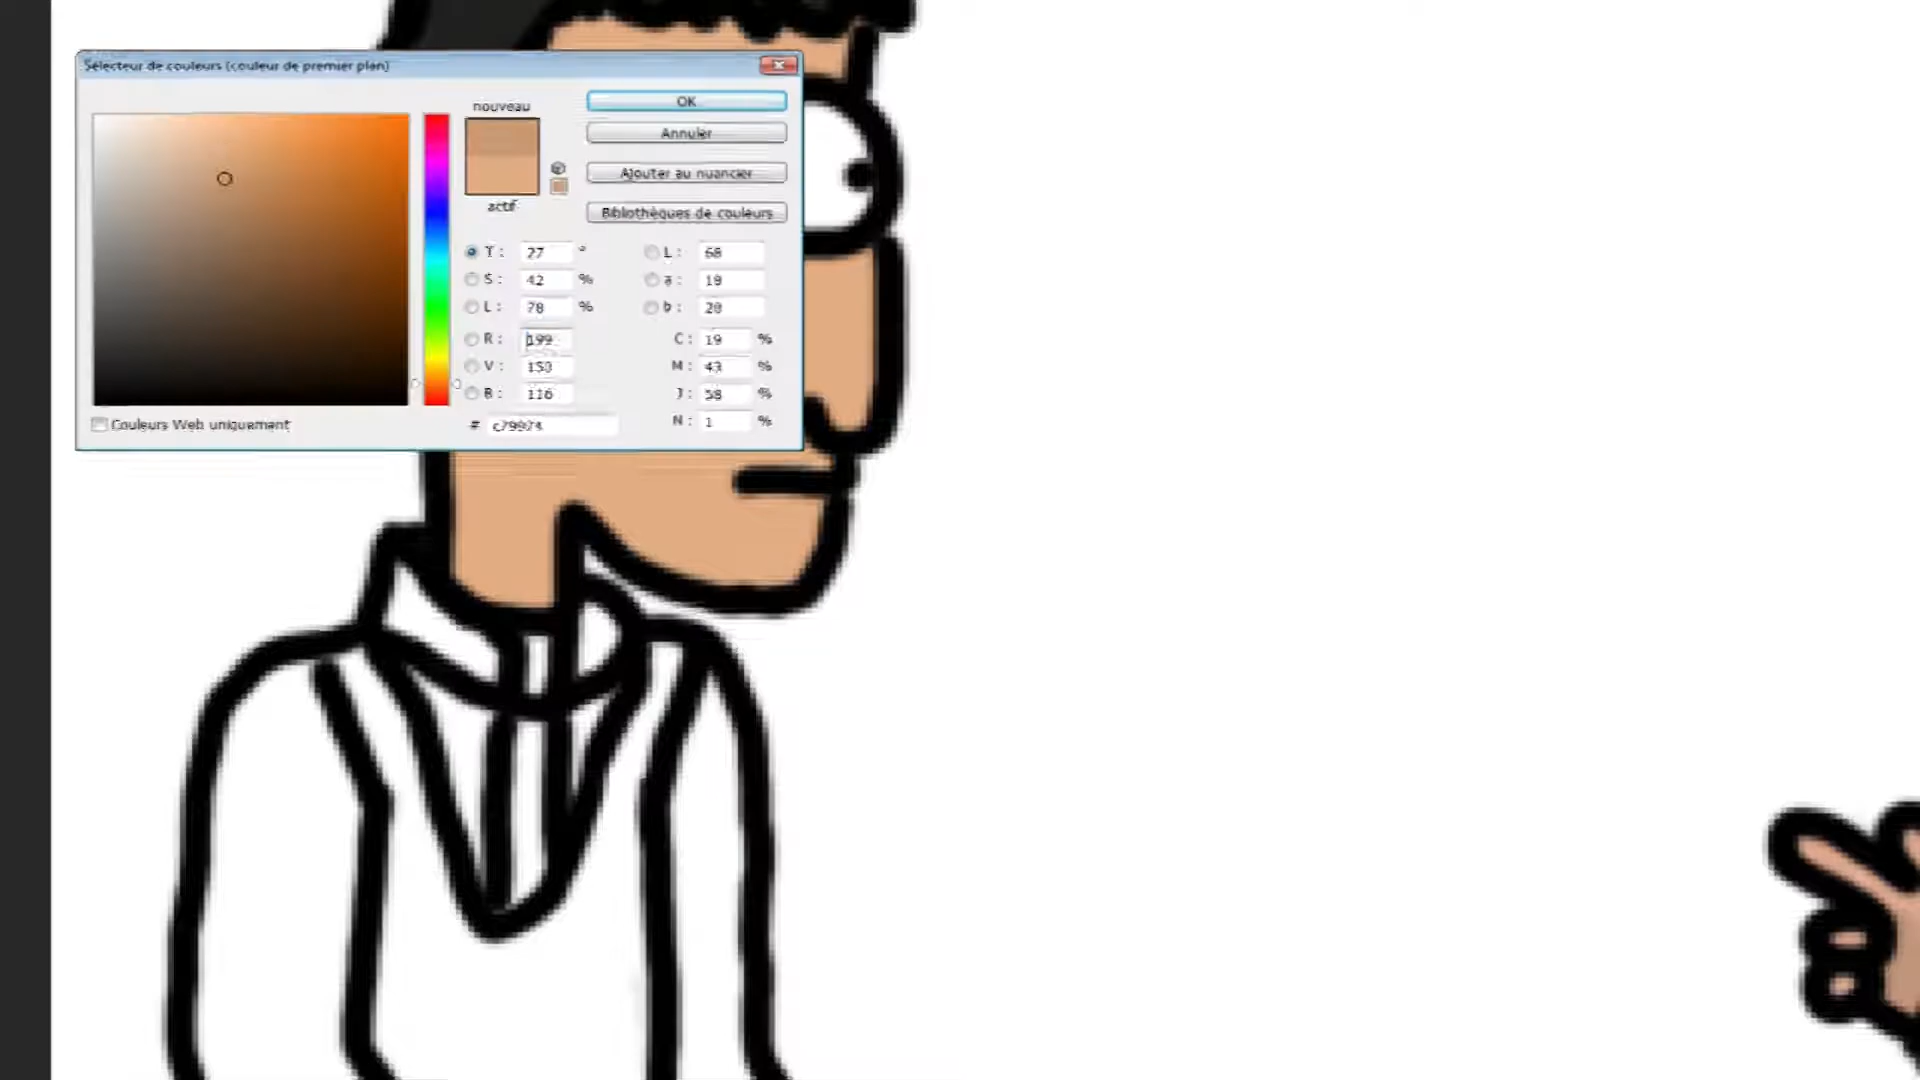 Sélecteur de couleurs (couleur de premier plan)
nouveau
actif
OK
Annuler
Ajouter au nuancier
Bibliothèques de couleurs
T : 27 °
S : 42 %
L : 78 %
R : 199
V : 153
B : 116
# c79974
L : 68
a : 18
b : 28
C : 19 %
M : 43 %
J : 58 %
N : 1 %
Couleurs Web uniquement